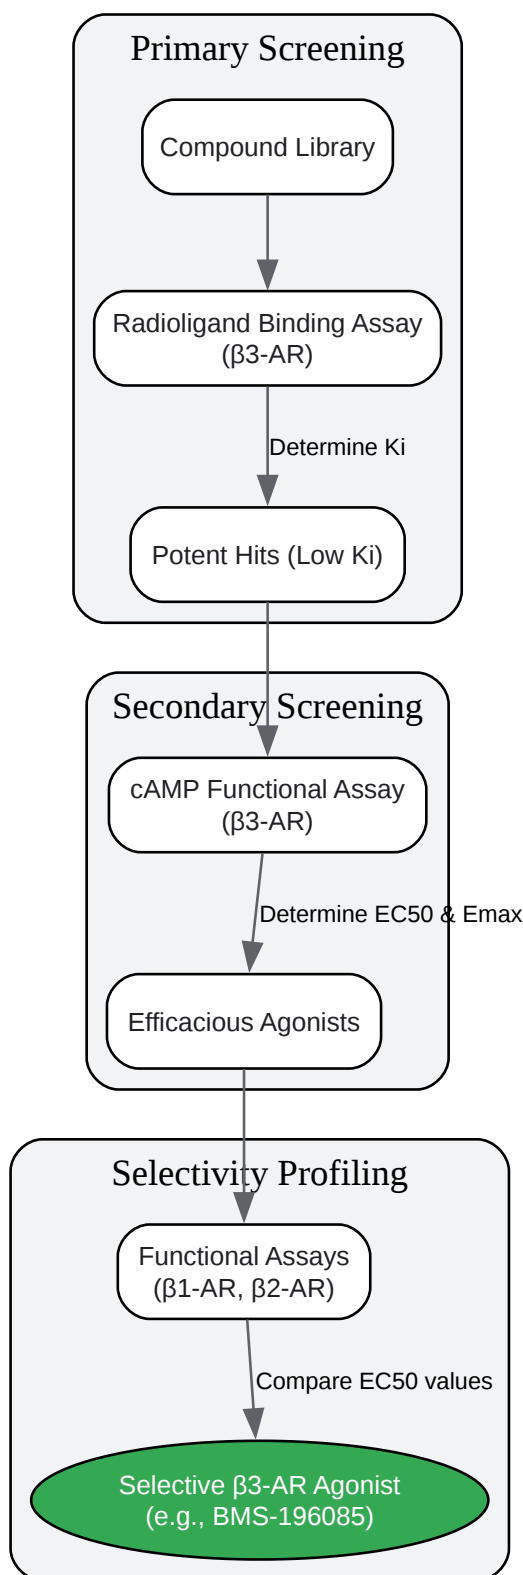 Primary Screening
Compound Library
Radioligand Binding Assay
(β3-AR)
Determine Ki
Potent Hits (Low Ki)
Secondary Screening
cAMP Functional Assay
(β3-AR)
Determine EC50 & Emax
Efficacious Agonists
Selectivity Profiling
Functional Assays
(β1-AR, β2-AR)
Compare EC50 values
Selective β3-AR Agonist
(e.g., BMS-196085)